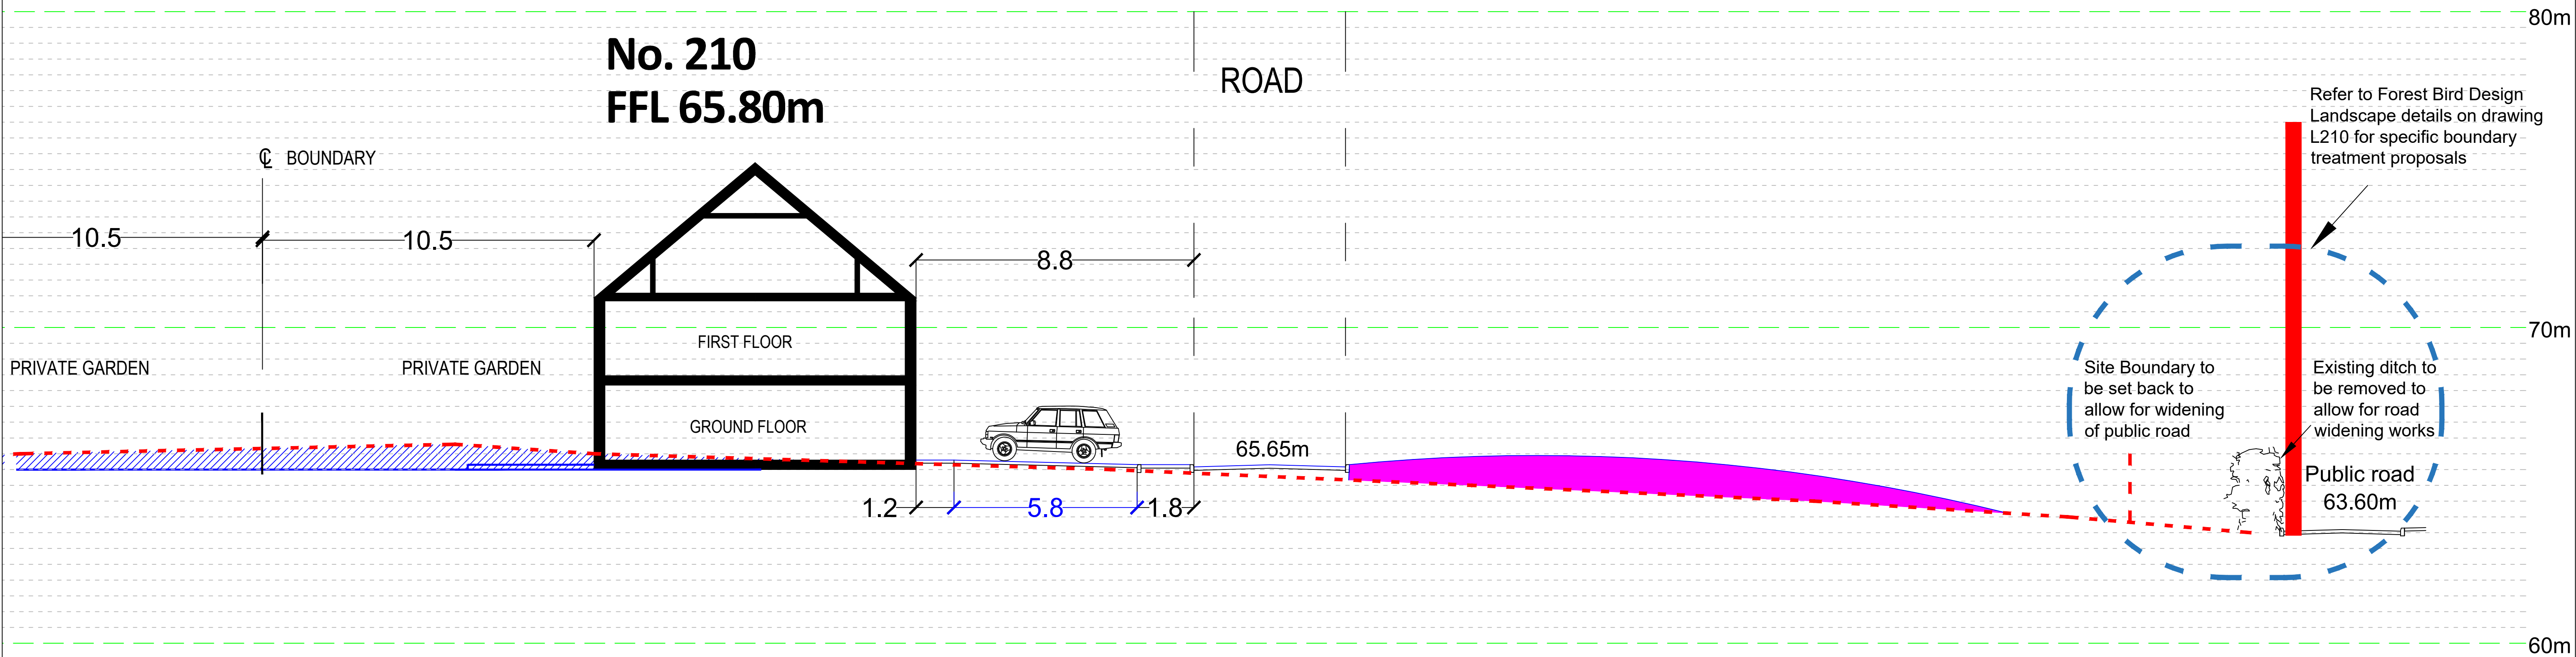 80m
No. 210
FFL 65.80m
ROAD
Refer to Forest Bird Design
Landscape details on drawing
L210 for specific boundary
treatment proposals
℄ BOUNDARY
10.5
10.5
8.8
70m
FIRST FLOOR
PRIVATE GARDEN
PRIVATE GARDEN
GROUND FLOOR
Site Boundary to
be set back to
allow for widening
of public road
Existing ditch to
be removed to
allow for road
widening works
65.65m
Public road
63.60m
1.2
5.8
1.8
60m